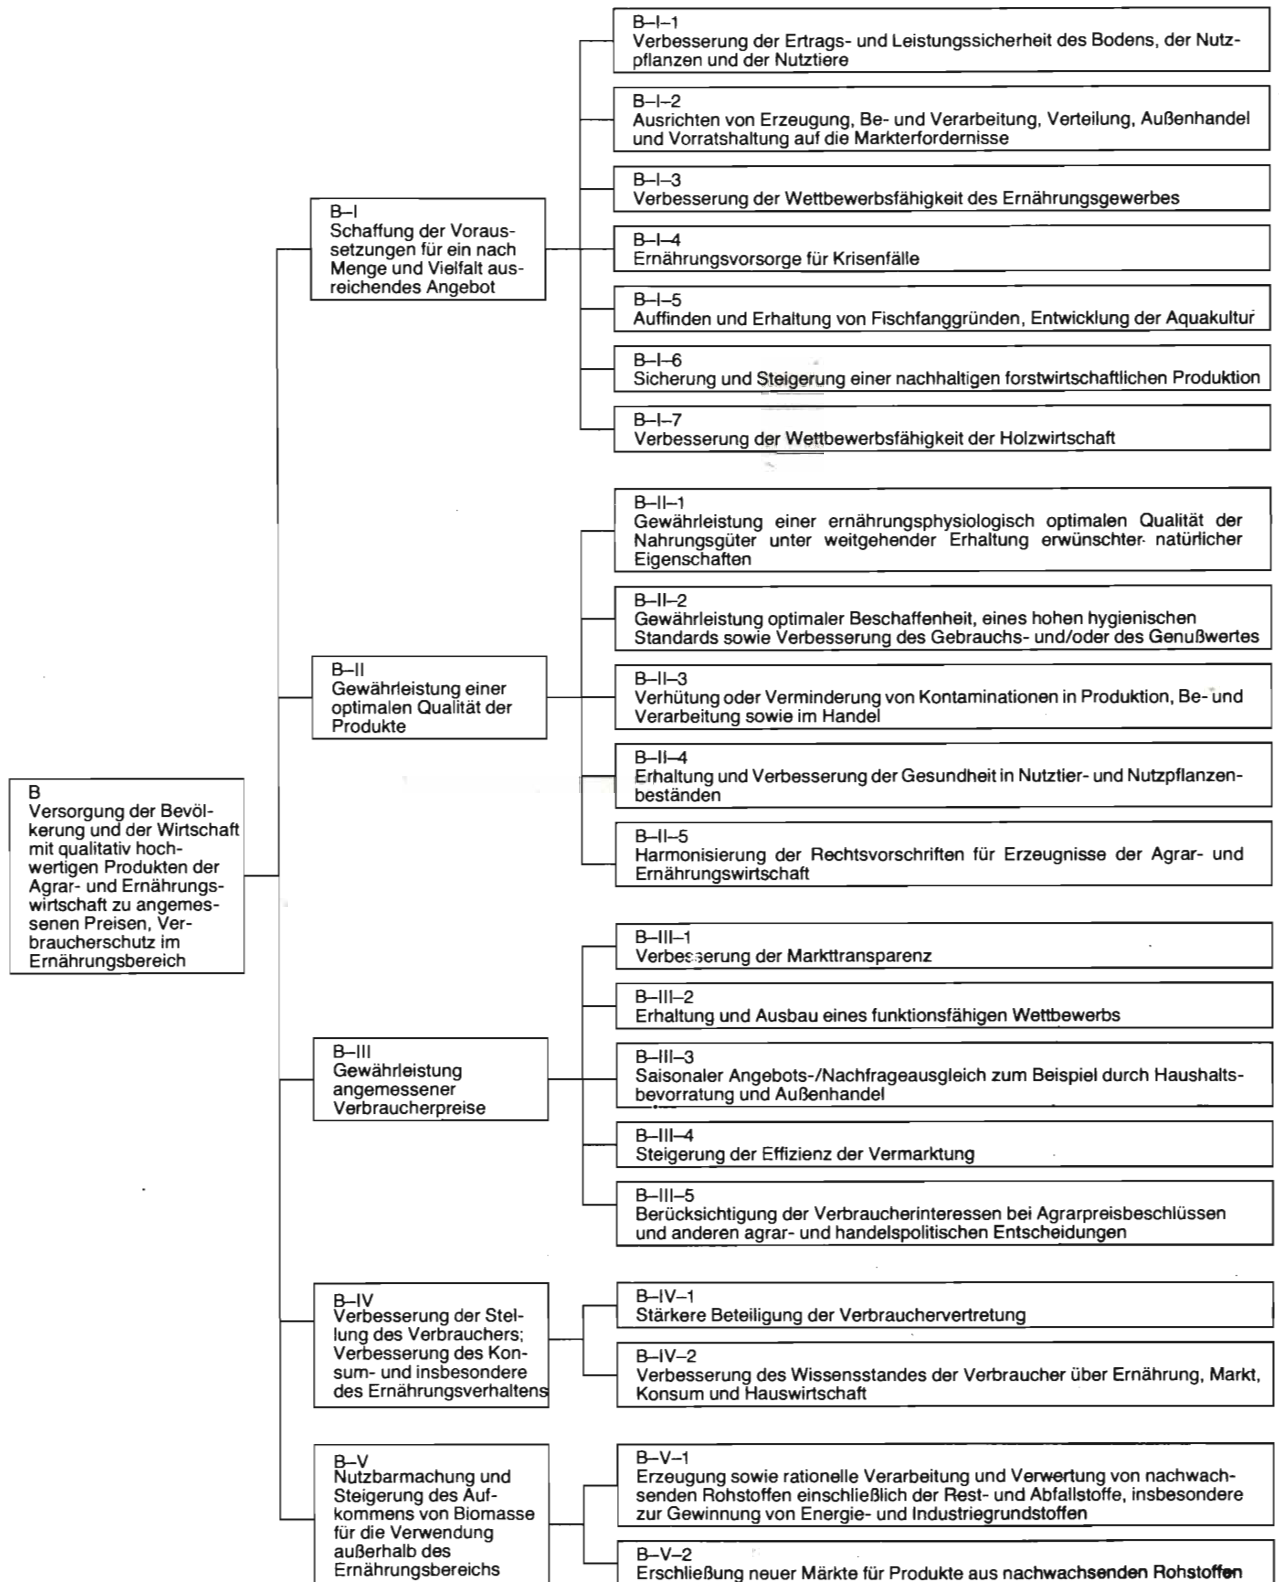 B
Versorgung der Bevöl-
kerung und der Wirtschaft
mit qualitativ hoch-
wertigen Produkten der
Agrar- und Ernährungs-
wirtschaft zu angemes-
senen Preisen, Ver-
braucherschutz im
Ernährungsbereich
B–I
Schaffung der Voraus-
setzungen für ein nach
Menge und Vielfalt aus-
reichendes Angebot
B–I–1
Verbesserung der Ertrags- und Leistungssicherheit des Bodens, der Nutz-
pflanzen und der Nutztiere
B–I–2
Ausrichten von Erzeugung, Be- und Verarbeitung, Verteilung, Außenhandel
und Vorratshaltung auf die Markterfordernisse
B–I–3
Verbesserung der Wettbewerbsfähigkeit des Ernährungsgewerbes
B–I–4
Ernährungsvorsorge für Krisenfälle
B–I–5
Auffinden und Erhaltung von Fischfanggründen, Entwicklung der Aquakultur
B–I–6
Sicherung und Steigerung einer nachhaltigen forstwirtschaftlichen Produktion
B–I–7
Verbesserung der Wettbewerbsfähigkeit der Holzwirtschaft
B–II
Gewährleistung einer
optimalen Qualität der
Produkte
B–II–1
Gewährleistung einer ernährungsphysiologisch optimalen Qualität der
Nahrungsgüter unter weitgehender Erhaltung erwünschter natürlicher
Eigenschaften
B–II–2
Gewährleistung optimaler Beschaffenheit, eines hohen hygienischen
Standards sowie Verbesserung des Gebrauchs- und/oder des Genußwertes
B–II–3
Verhütung oder Verminderung von Kontaminationen in Produktion, Be- und
Verarbeitung sowie im Handel
B–II–4
Erhaltung und Verbesserung der Gesundheit in Nutztier- und Nutzpflanzen-
beständen
B–II–5
Harmonisierung der Rechtsvorschriften für Erzeugnisse der Agrar- und
Ernährungswirtschaft
B–III
Gewährleistung
angemessener
Verbraucherpreise
B–III–1
Verbesserung der Markttransparenz
B–III–2
Erhaltung und Ausbau eines funktionsfähigen Wettbewerbs
B–III–3
Saisonaler Angebots-/Nachfrageausgleich zum Beispiel durch Haushalts-
bevorratung und Außenhandel
B–III–4
Steigerung der Effizienz der Vermarktung
B–III–5
Berücksichtigung der Verbraucherinteressen bei Agrarpreisbeschlüssen
und anderen agrar- und handelspolitischen Entscheidungen
B–IV
Verbesserung der Stel-
lung des Verbrauchers;
Verbesserung des Kon-
sum- und insbesondere
des Ernährungsverhaltens
B–IV–1
Stärkere Beteiligung der Verbrauchervertretung
B–IV–2
Verbesserung des Wissensstandes der Verbraucher über Ernährung, Markt,
Konsum und Hauswirtschaft
B–V
Nutzbarmachung und
Steigerung des Auf-
kommens von Biomasse
für die Verwendung
außerhalb des
Ernährungsbereichs
B–V–1
Erzeugung sowie rationelle Verarbeitung und Verwertung von nachwach-
senden Rohstoffen einschließlich der Rest- und Abfallstoffe, insbesondere
zur Gewinnung von Energie- und Industriegrundstoffen
B–V–2
Erschließung neuer Märkte für Produkte aus nachwachsenden Rohstoffen